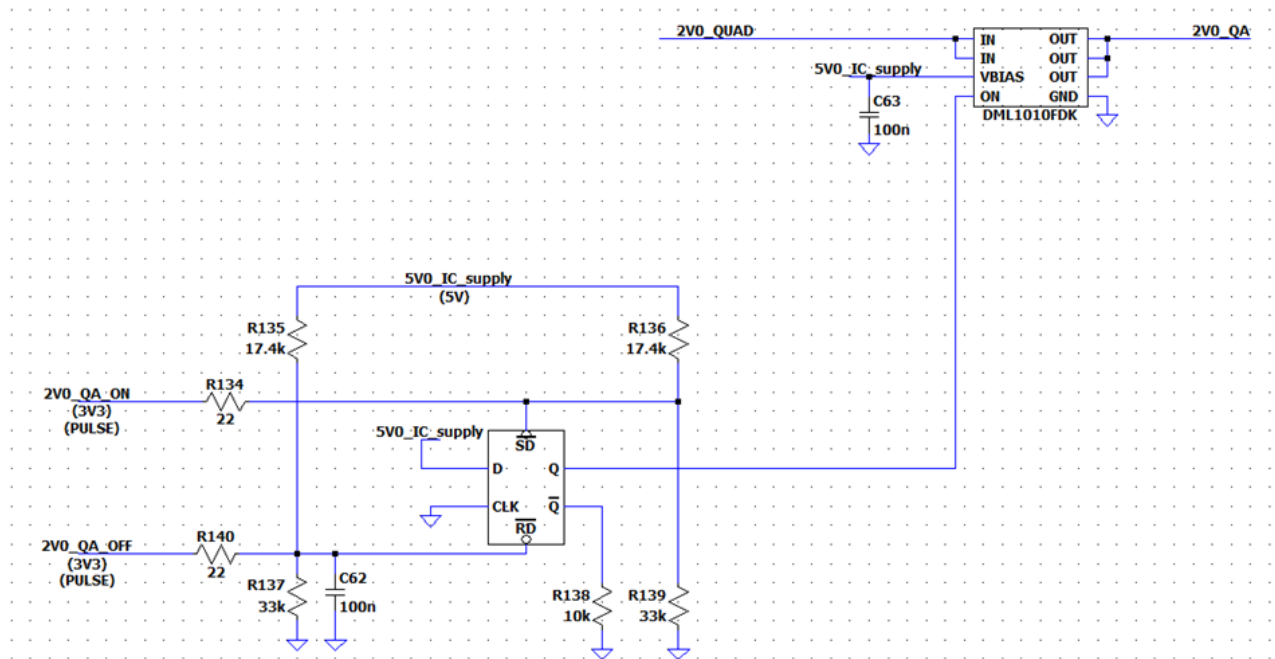 2V0_QUAD
2V0_QA
IN
OUT
IN
OUT
5V0_IC_supply
VBIAS
OUT
ON
GND
C63
100n
DML1010FDK
5V0_IC_supply
(5V)
R135
17.4k
R136
17.4k
2V0_QA_ON
(3V3)
(PULSE)
R134
22
5V0_IC_supply
SD
D
Q
CLK
Q
RD
2V0_QA_OFF
(3V3)
(PULSE)
R140
22
R137
33k
C62
100n
R138
10k
R139
33k